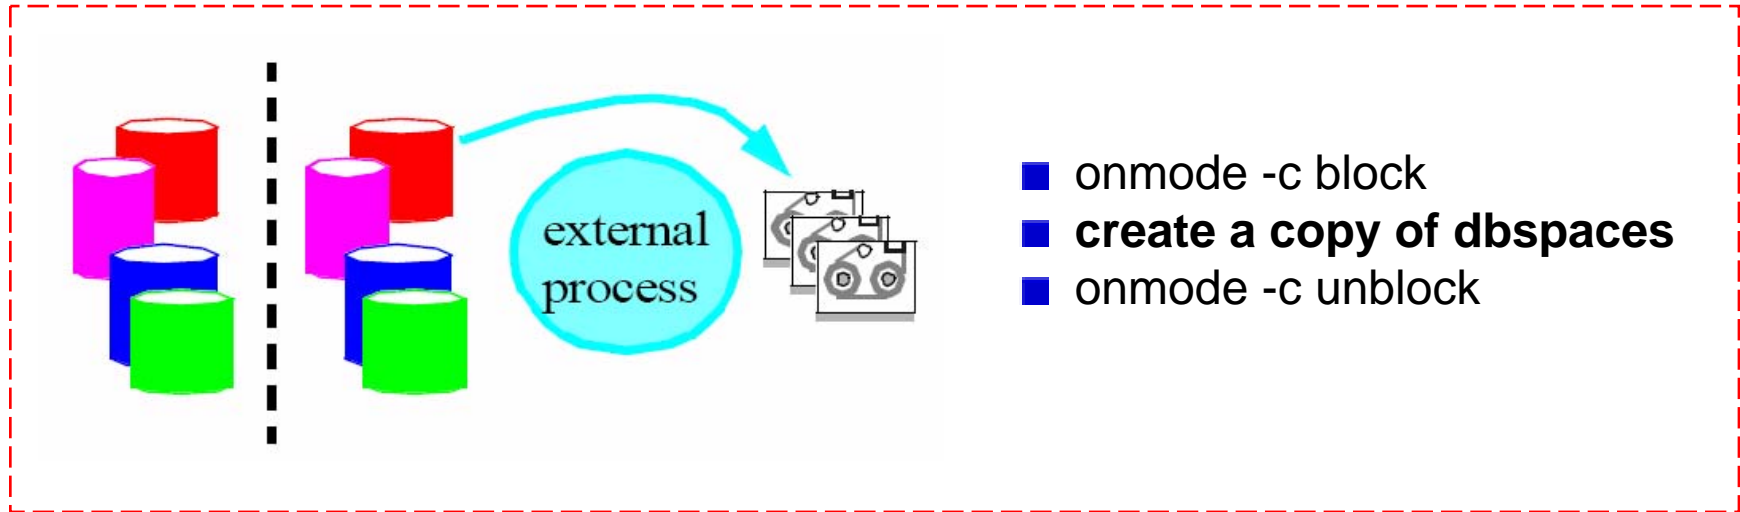 external
process
onmode -c block
create a copy of dbspaces
onmode -c unblock